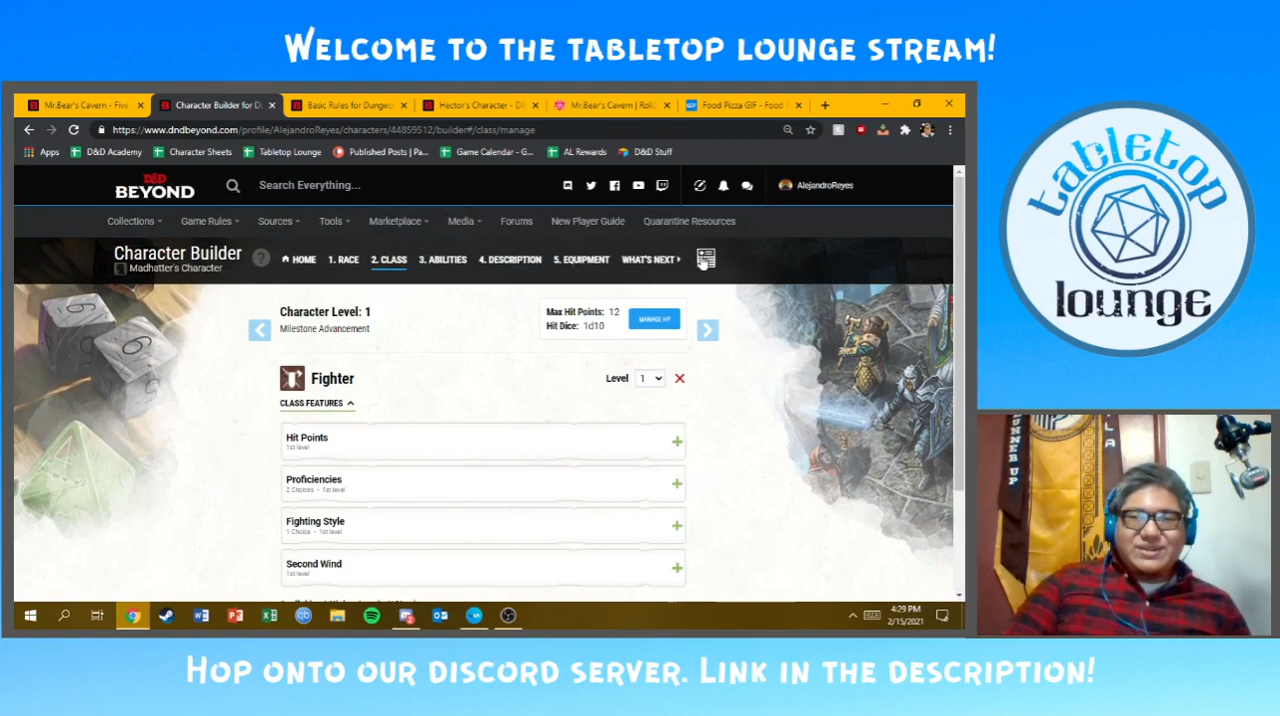 WELCOME TO THE TABLETOP LOUNGE STREAM!
Mr.Bear's Cavern - Five
Character Builder for D
Basic Rules for Dunge
Hector's Character - D
Mr.Bear's Cavern | Roll
Food Pizza GIF - Food
https://www.dndbeyond.com/profile/AlejandroReyes/characters/44859512/builder#/class/manage
Apps
D&D Academy
Character Sheets
Tabletop Lounge
Published Posts | Pa...
Game Calendar - G...
AL Rewards
D&D Stuff
D&D
BEYOND
Search Everything...
AlejandroReyes
Collections
Game Rules
Sources
Tools
Marketplace
Media
Forums
New Player Guide
Quarantine Resources
Character Builder
?
Madhatter's Character
HOME
1. RACE
2. CLASS
3. ABILITIES
4. DESCRIPTION
5. EQUIPMENT
WHAT'S NEXT
Character Level: 1
Milestone Advancement
Max Hit Points: 12
Hit Dice: 1d10
MANAGE HP
Fighter
Level 1
CLASS FEATURES
Hit Points
1st level
Proficiencies
2 Choices • 1st level
Fighting Style
1 Choice • 1st level
Second Wind
1st level
4:29 PM
2/15/2021
tabletop
lounge
RUNNER UP
LA
HOP ONTO OUR DISCORD SERVER. LINK IN THE DESCRIPTION!